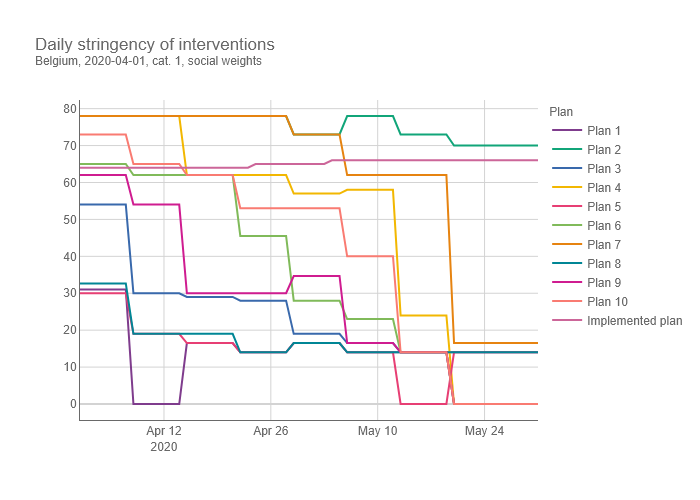 Daily stringency of interventions
Belgium, 2020-04-01, cat. 1, social weights
80
70
60
50
40
30
20
10
0
Apr 12
2020
Apr 26
May 10
May 24
Plan
Plan 1
Plan 2
Plan 3
Plan 4
Plan 5
Plan 6
Plan 7
Plan 8
Plan 9
Plan 10
Implemented plan